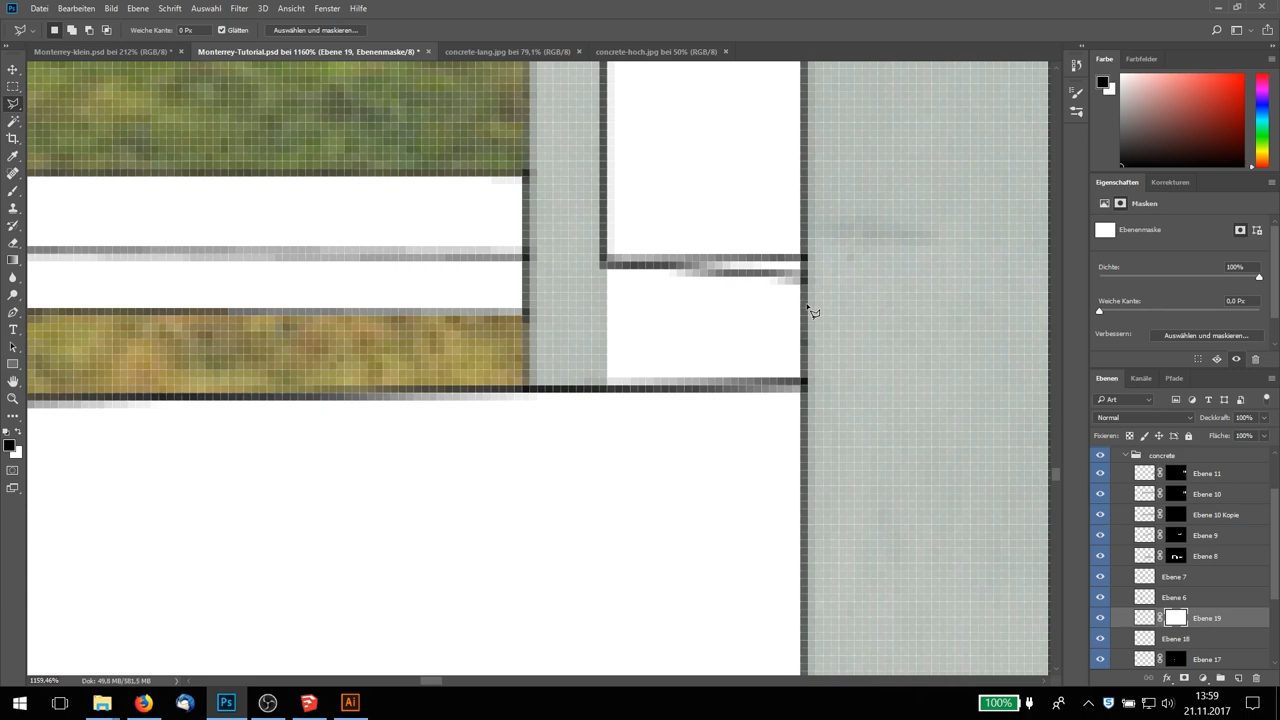 Ps Datei Bearbeiten Bild Ebene Schrift Auswahl Filter 3D Ansicht Fenster Hilfe
Weiche Kante: 0 Px Glätten Auswählen und maskieren...
Monterrey-klein.psd bei 212% (RGB/8) * × Monterrey-Tutorial.psd bei 1160% (Ebene 19, Ebenenmaske/8) * × concrete-lang.jpg bei 79,1% (RGB/8) × concrete-hoch.jpg bei 50% (RGB/8) ×
Farbe Farbfelder
Eigenschaften Korrekturen
Masken
Ebenenmaske
Dichte: 100%
Weiche Kante: 0,0 Px
Verbessern: Auswählen und maskieren...
Ebenen Kanäle Pfade
Art
Normal Deckkraft: 100%
Fixieren: Fläche: 100%
concrete
Ebene 11
Ebene 10
Ebene 10 Kopie
Ebene 9
Ebene 8
Ebene 7
Ebene 6
Ebene 19
Ebene 18
Ebene 17
1159,46% Dok: 49,8 MB/581,5 MB
fx
Ps Ai 100% 13:59
21.11.2017